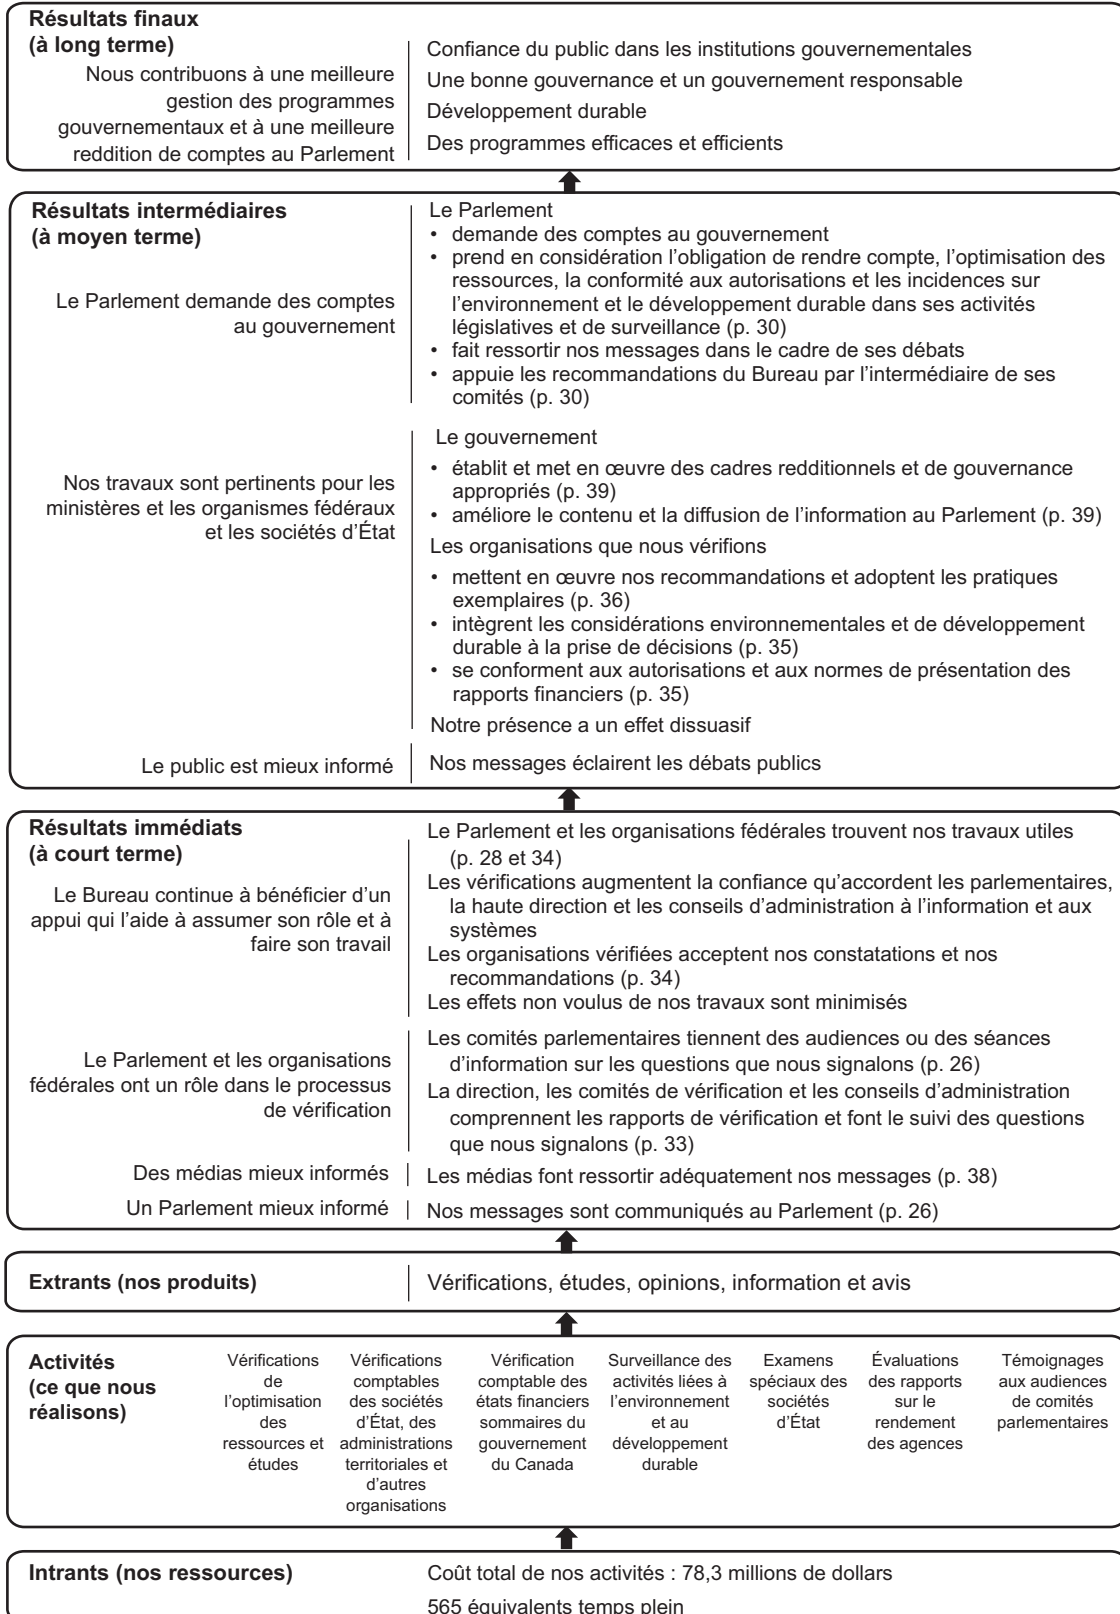 Résultats finaux
(à long terme)
Nous contribuons à une meilleure
gestion des programmes
gouvernementaux et à une meilleure
reddition de comptes au Parlement
Confiance du public dans les institutions gouvernementales
Une bonne gouvernance et un gouvernement responsable
Développement durable
Des programmes efficaces et efficients
Résultats intermédiaires
(à moyen terme)
Le Parlement demande des comptes
au gouvernement
Le Parlement
• demande des comptes au gouvernement
• prend en considération l'obligation de rendre compte, l'optimisation des
ressources, la conformité aux autorisations et les incidences sur
l'environnement et le développement durable dans ses activités
législatives et de surveillance (p. 30)
• fait ressortir nos messages dans le cadre de ses débats
• appuie les recommandations du Bureau par l'intermédiaire de ses
comités (p. 30)
Nos travaux sont pertinents pour les
ministères et les organismes fédéraux
et les sociétés d'État
Le gouvernement
• établit et met en œuvre des cadres redditionnels et de gouvernance
appropriés (p. 39)
• améliore le contenu et la diffusion de l'information au Parlement (p. 39)
Les organisations que nous vérifions
• mettent en œuvre nos recommandations et adoptent les pratiques
exemplaires (p. 36)
• intègrent les considérations environnementales et de développement
durable à la prise de décisions (p. 35)
• se conforment aux autorisations et aux normes de présentation des
rapports financiers (p. 35)
Notre présence a un effet dissuasif
Le public est mieux informé
Nos messages éclairent les débats publics
Résultats immédiats
(à court terme)
Le Bureau continue à bénéficier d'un
appui qui l'aide à assumer son rôle et à
faire son travail
Le Parlement et les organisations fédérales trouvent nos travaux utiles
(p. 28 et 34)
Les vérifications augmentent la confiance qu'accordent les parlementaires,
la haute direction et les conseils d'administration à l'information et aux
systèmes
Les organisations vérifiées acceptent nos constatations et nos
recommandations (p. 34)
Les effets non voulus de nos travaux sont minimisés
Le Parlement et les organisations
fédérales ont un rôle dans le processus
de vérification
Les comités parlementaires tiennent des audiences ou des séances
d'information sur les questions que nous signalons (p. 26)
La direction, les comités de vérification et les conseils d'administration
comprennent les rapports de vérification et font le suivi des questions
que nous signalons (p. 33)
Des médias mieux informés
Les médias font ressortir adéquatement nos messages (p. 38)
Un Parlement mieux informé
Nos messages sont communiqués au Parlement (p. 26)
Extrants (nos produits)
Vérifications, études, opinions, information et avis
Activités
(ce que nous
réalisons)
Vérifications
de
l'optimisation
des
ressources et
études
Vérifications
comptables
des sociétés
d'État, des
administrations
territoriales et
d'autres
organisations
Vérification
comptable des
états financiers
sommaires du
gouvernement
du Canada
Surveillance des
activités liées à
l'environnement
et au
développement
durable
Examens
spéciaux des
sociétés
d'État
Évaluations
des rapports
sur le
rendement
des agences
Témoignages
aux audiences
de comités
parlementaires
Intrants (nos ressources)
Coût total de nos activités : 78,3 millions de dollars
565 équivalents temps plein